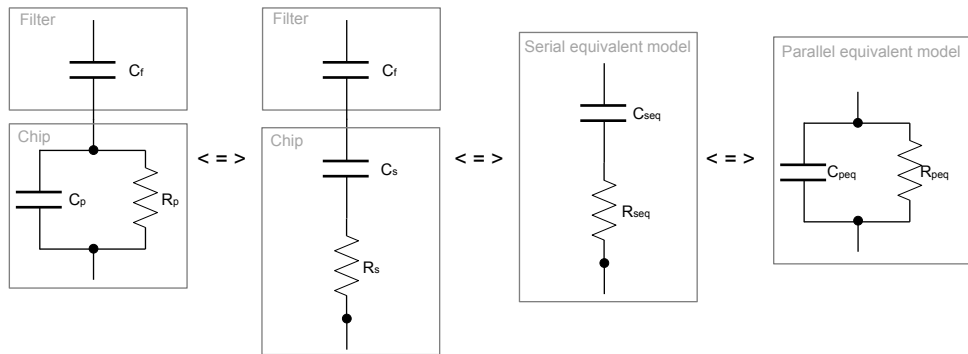 Filter
Cf
Chip
Cp
Rp
< = >
Filter
Cf
Chip
Cs
Rs
< = >
Serial equivalent model
Cseq
Rseq
< = >
Parallel equivalent model
Cpeq
Rpeq